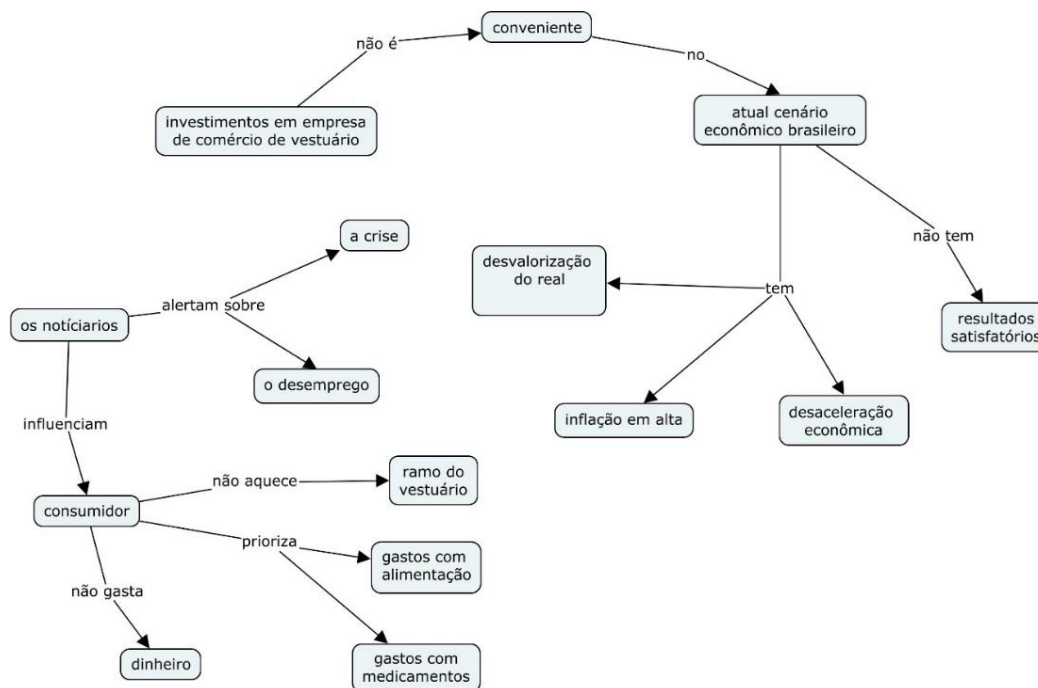 conveniente
não é
no
investimentos em empresa
de comércio de vestuário
atual cenário
econômico brasileiro
não tem
a crise
desvalorização
do real
tem
alertam sobre
os notíciarios
resultados
satisfatórios
o desemprego
inflação em alta
desaceleração
econômica
influenciam
ramo do
vestuário
não aquece
consumidor
prioriza
gastos com
alimentação
não gasta
dinheiro
gastos com
medicamentos